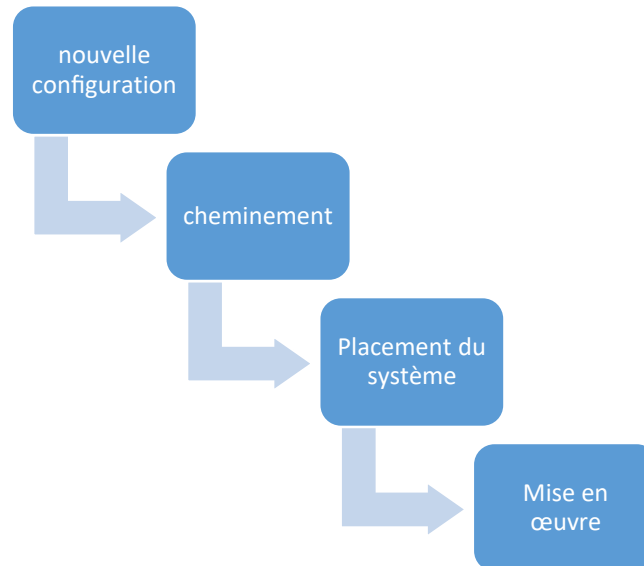 nouvelle
configuration
cheminement
Placement du
système
Mise en
œuvre